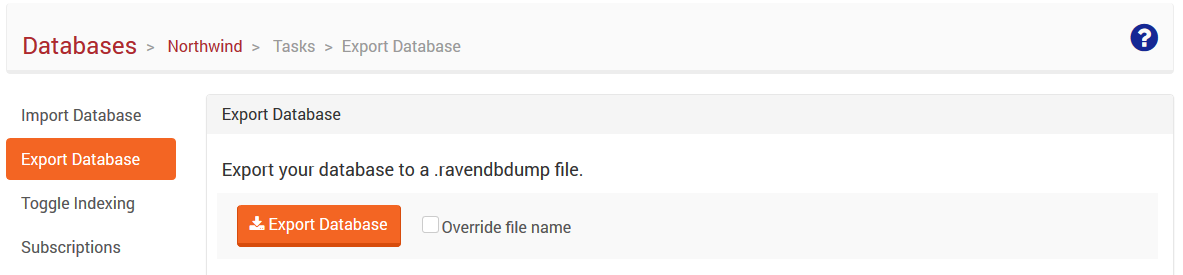 Databases > Northwind > Tasks > Export Database
?
Import Database
Export Database
Toggle Indexing
Subscriptions
Export Database
Export your database to a .ravendbdump file.
Export Database Override file name